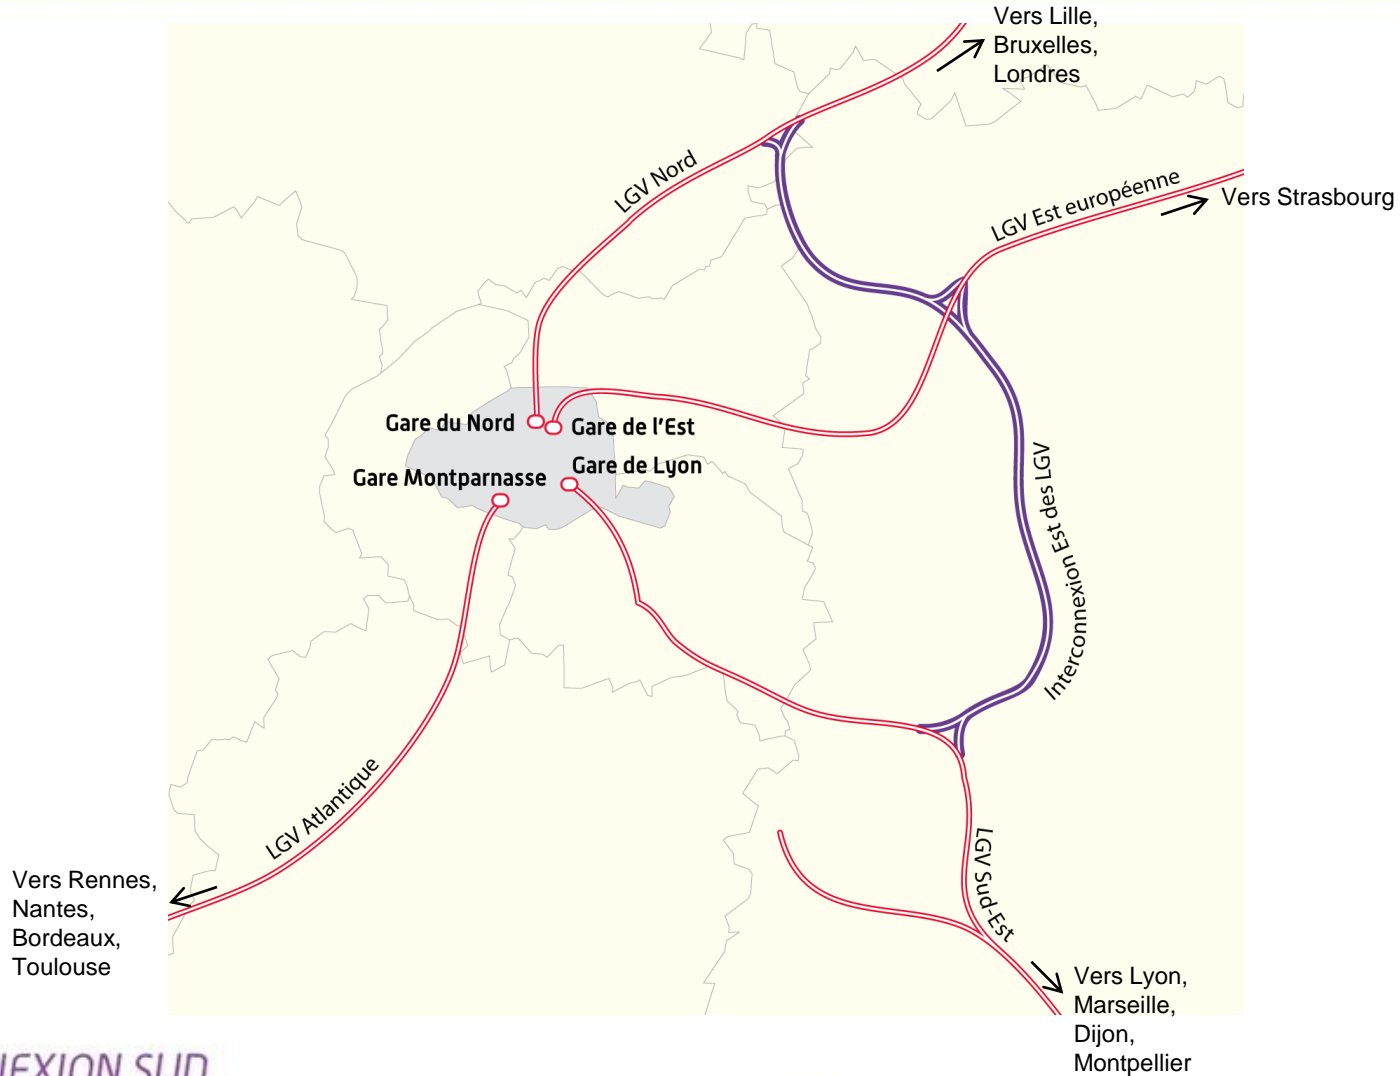 Vers Lille,
Bruxelles,
Londres
LGV Nord
LGV Est européenne
Vers Strasbourg
Gare du Nord
Gare de l'Est
Gare de Lyon
Gare Montparnasse
Interconnexion Est des LGV
LGV Atlantique
LGV Sud-Est
Vers Rennes,
Nantes,
Bordeaux,
Toulouse
Vers Lyon,
Marseille,
Dijon,
Montpellier
NEXION SUD